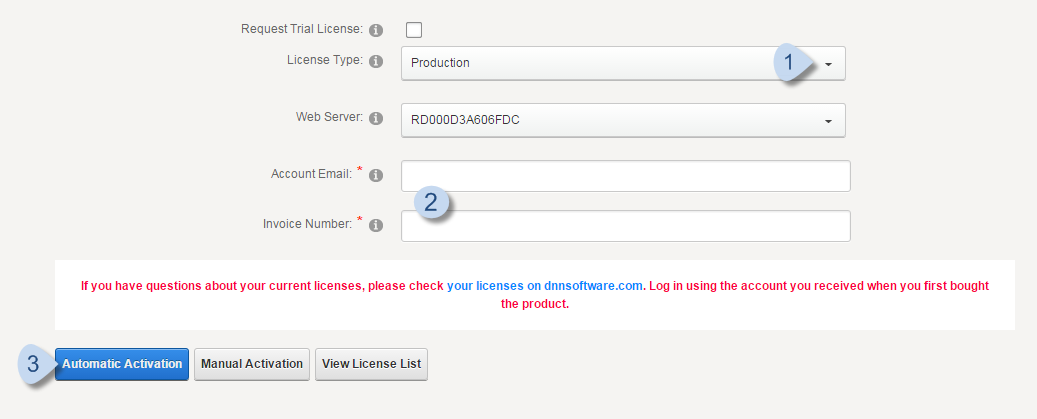 Request Trial License:
License Type:
Production
1
Web Server:
RD000D3A606FDC
Account Email: *
2
Invoice Number: *
If you have questions about your current licenses, please check your licenses on dnnsoftware.com. Log in using the account you received when you first bought
the product.
3
Automatic Activation
Manual Activation
View License List